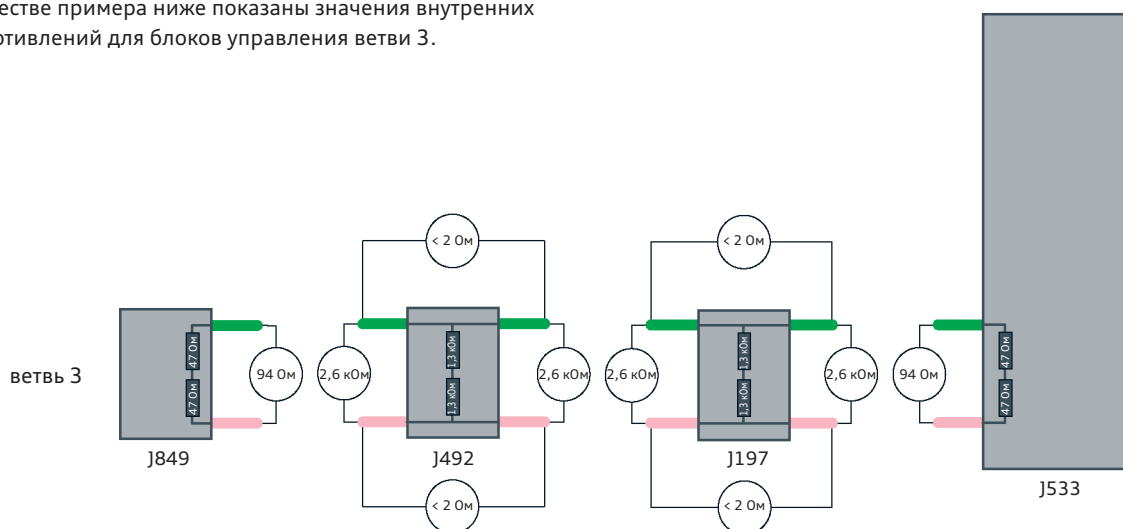 естве примера ниже показаны значения внутренних
отивлений для блоков управления ветви 3.
< 2 Ом
< 2 Ом
47 Ом
47 Ом
94 Ом
2,6 кОм
1,3 кОм
1,3 кОм
2,6 кОм
2,6 кОм
1,3 кОм
1,3 кОм
2,6 кОм
94 Ом
47 Ом
47 Ом
ветвь 3
J849
J492
J197
J533
< 2 Ом
< 2 Ом